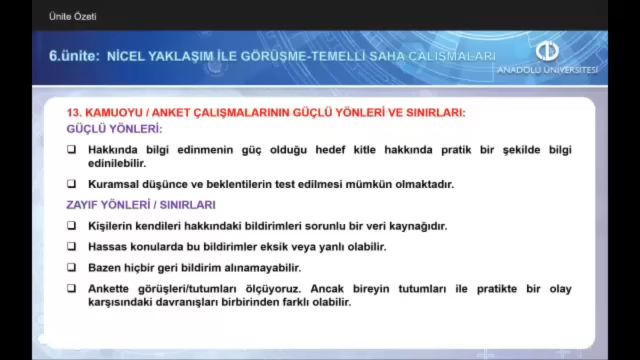 Ünite Özeti
6.ünite: NİCEL YAKLAŞIM İLE GÖRÜŞME-TEMELLİ SAHA ÇALIŞMALARI
ANADOLU ÜNİVERSİTESİ
13. KAMUOYU / ANKET ÇALIŞMALARININ GÜÇLÜ YÖNLERİ VE SINIRLARI:
GÜÇLÜ YÖNLERİ:
Hakkında bilgi edinmenin güç olduğu hedef kitle hakkında pratik bir şekilde bilgi
edinilebilir.
Kuramsal düşünce ve beklentilerin test edilmesi mümkün olmaktadır.
ZAYIF YÖNLERİ / SINIRLARI
Kişilerin kendileri hakkındaki bildirimleri sorunlu bir veri kaynağıdır.
Hassas konularda bu bildirimler eksik veya yanlı olabilir.
Bazen hiçbir geri bildirim alınamayabilir.
Ankette görüşleri/tutumları ölçüyoruz. Ancak bireyin tutumları ile pratikte bir olay
karşısındaki davranışları birbirinden farklı olabilir.